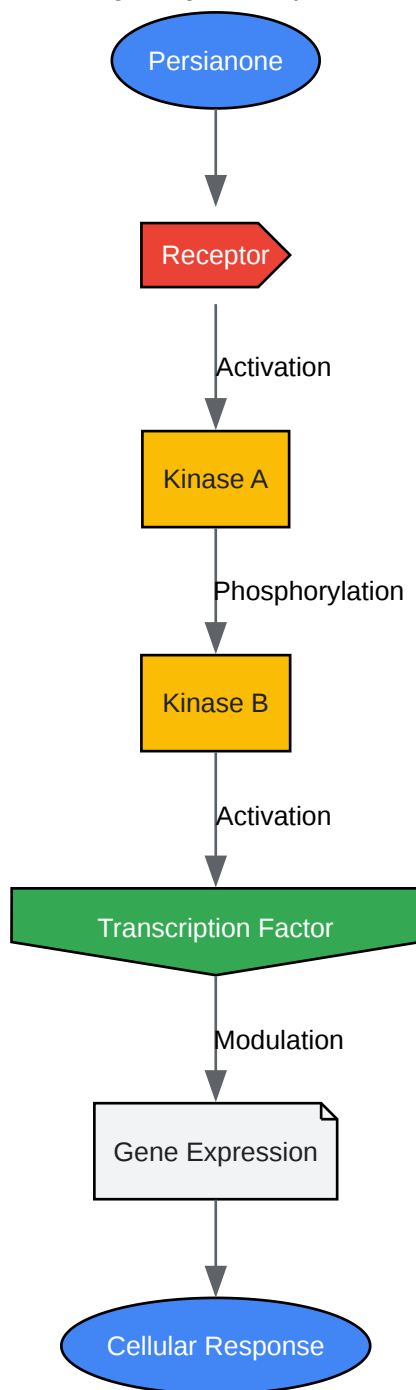 Persianone
Receptor
Activation
Kinase A
Phosphorylation
Kinase B
Activation
Transcription Factor
Modulation
Gene Expression
Cellular Response